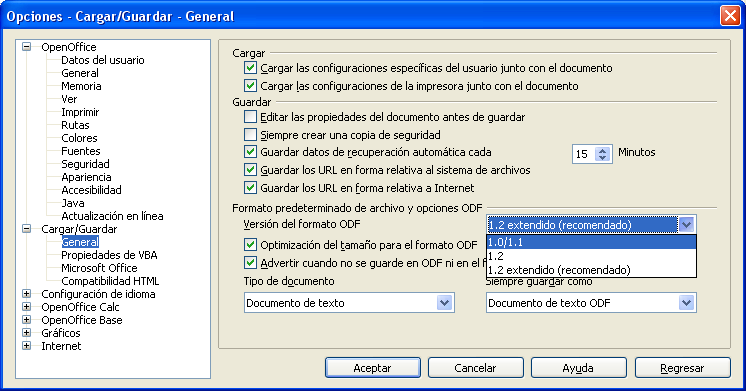 Opciones - Cargar/Guardar - General
OpenOffice
Datos del usuario
General
Memoria
Ver
Imprimir
Rutas
Colores
Fuentes
Seguridad
Apariencia
Accesibilidad
Java
Actualización en línea
Cargar/Guardar
General
Propiedades de VBA
Microsoft Office
Compatibilidad HTML
Configuración de idioma
OpenOffice Calc
OpenOffice Base
Gráficos
Internet
Cargar
Cargar las configuraciones específicas del usuario junto con el documento
Cargar las configuraciones de la impresora junto con el documento
Guardar
Editar las propiedades del documento antes de guardar
Siempre crear una copia de seguridad
Guardar datos de recuperación automática cada 15 Minutos
Guardar los URL en forma relativa al sistema de archivos
Guardar los URL en forma relativa a Internet
Formato predeterminado de archivo y opciones ODF
Versión del formato ODF 1.2 extendido (recomendado)
1.0/1.1
1.2
1.2 extendido (recomendado)
Optimización del tamaño para el formato ODF
Advertir cuando no se guarde en ODF ni en el f
Tipo de documento Siempre guardar como
Documento de texto Documento de texto ODF
Aceptar Cancelar Ayuda Regresar